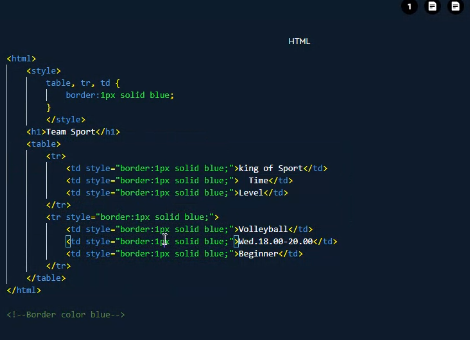 1
HTML
<html>
<style>
table, tr, td {
border:1px solid blue;
}
</style>
<h1>Team Sport</h1>
<table>
<tr>
<td style="border:1px solid blue;">king of Sport</td>
<td style="border:1px solid blue;">  Time</td>
<td style="border:1px solid blue;">Level</td>
</tr>
<tr style="border:1px solid blue;">
<td style="border:1px solid blue;">Volleyball</td>
<td style="border:1px solid blue;">Wed.18.00-20.00</td>
<td style="border:1px solid blue;">Beginner</td>
</tr>
</table>
</html>
<!--Border color blue-->